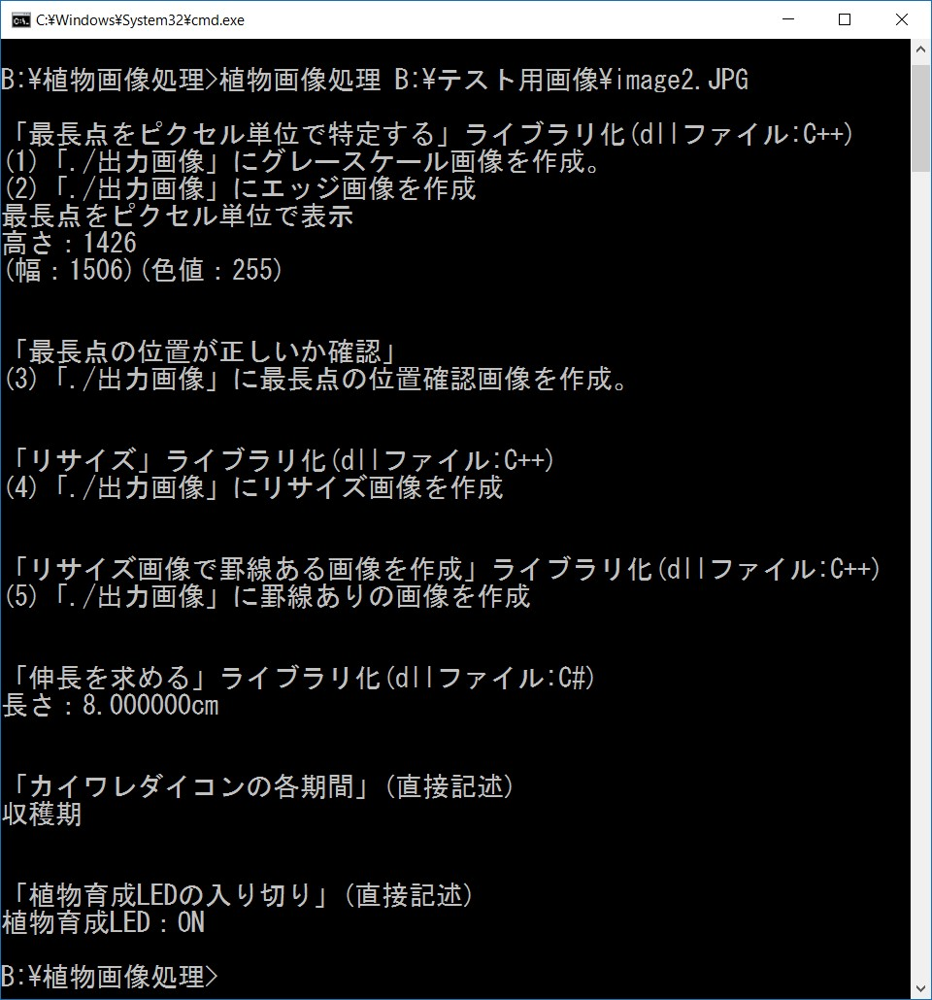 C:¥Windows¥System32¥cmd.exe
B:¥植物画像処理>植物画像処理 B:¥テスト用画像¥image2.JPG
「最長点をピクセル単位で特定する」ライブラリ化(dllファイル:C++)
(1)「./出力画像」にグレースケール画像を作成。
(2)「./出力画像」にエッジ画像を作成
最長点をピクセル単位で表示
高さ：1426
(幅：1506)(色値：255)
「最長点の位置が正しいか確認」
(3)「./出力画像」に最長点の位置確認画像を作成。
「リサイズ」ライブラリ化(dllファイル:C++)
(4)「./出力画像」にリサイズ画像を作成
「リサイズ画像で罫線ある画像を作成」ライブラリ化(dllファイル:C++)
(5)「./出力画像」に罫線ありの画像を作成
「伸長を求める」ライブラリ化(dllファイル:C#)
長さ：8.000000cm
「カイワレダイコンの各期間」(直接記述)
収穫期
「植物育成LEDの入り切り」(直接記述)
植物育成LED：ON
B:¥植物画像処理>